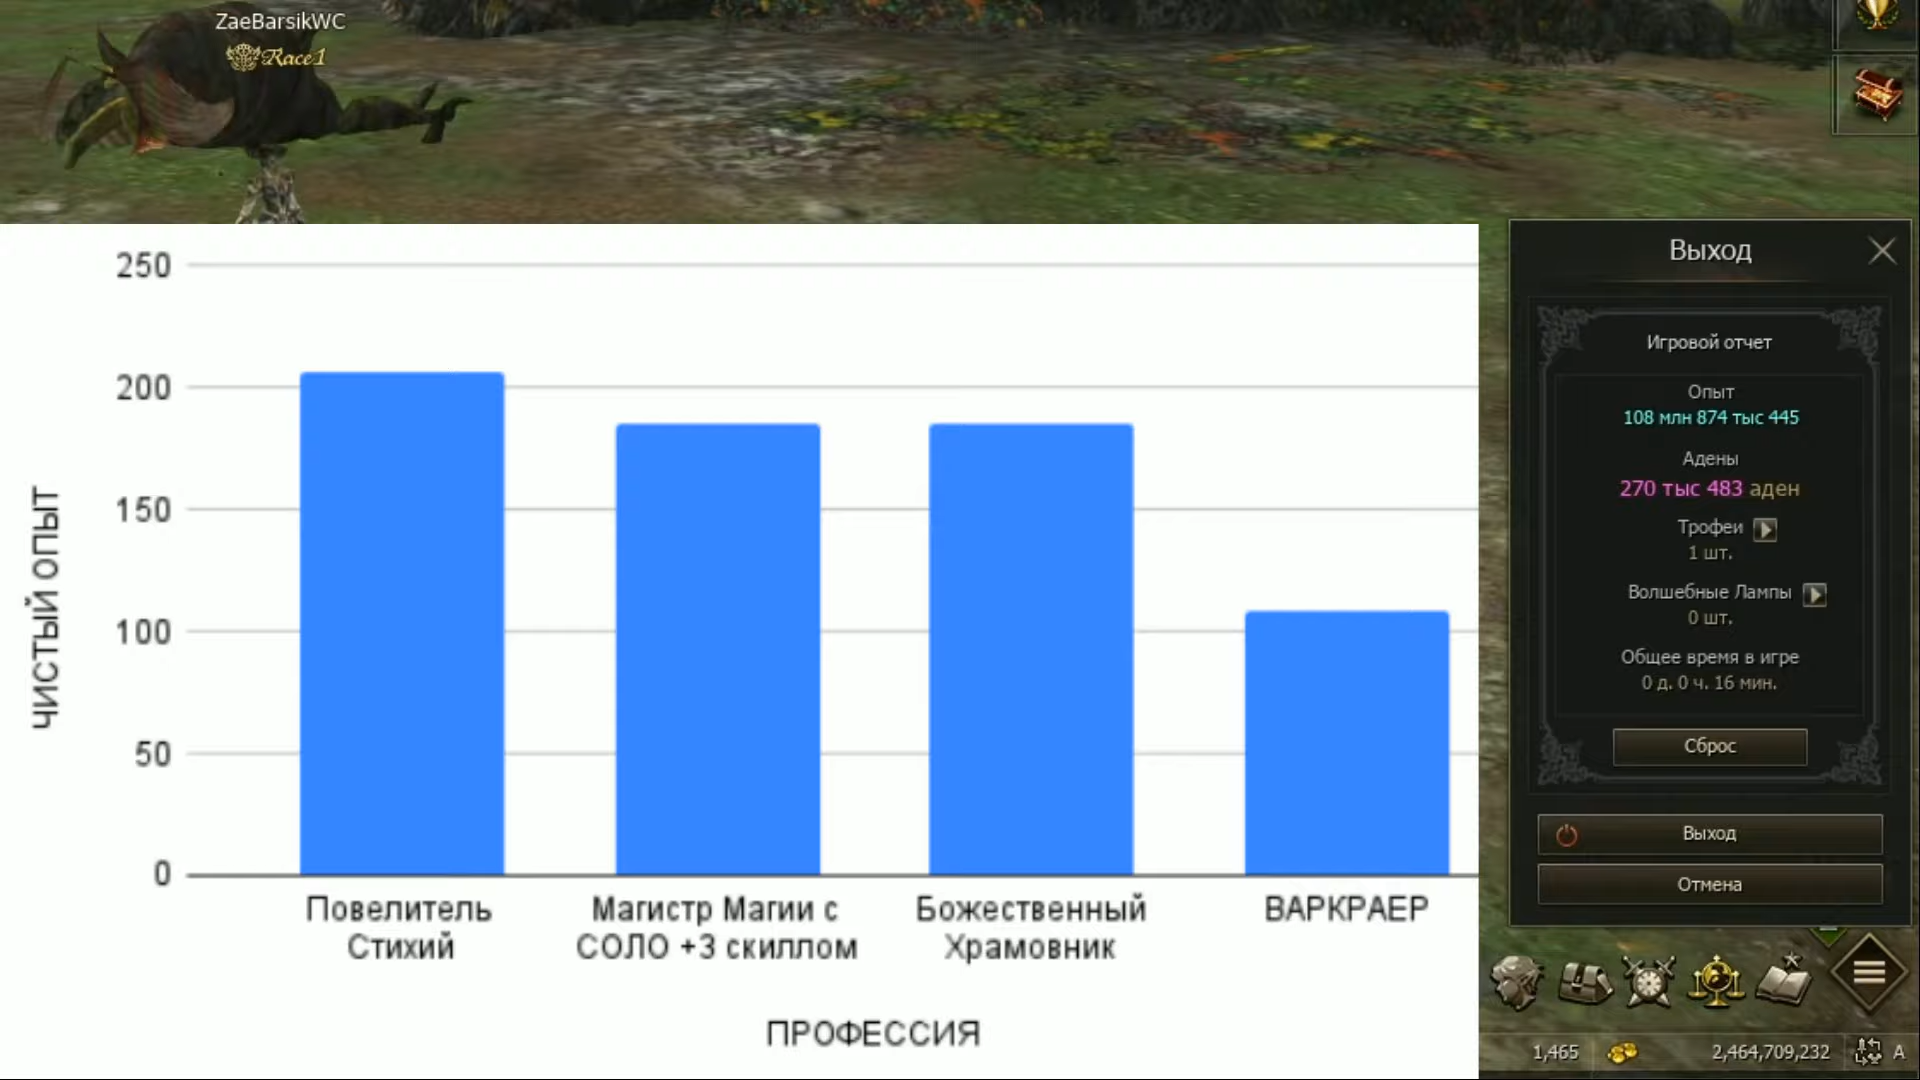 ZaeBarsikWC
Race1
250
200
150
100
50
0
ЧИСТЫЙ ОПЫТ
Повелитель
Стихий
Магистр Магии с
СОЛО +3 скиллом
Божественный
Храмовник
ВАРКРАЕР
ПРОФЕССИЯ
Выход
Игровой отчет
Опыт
108 млн 874 тыс 445
Адены
270 тыс 483 аден
Трофеи
1 шт.
Волшебные Лампы
0 шт.
Общее время в игре
0 д. 0 ч. 16 мин.
Сброс
Выход
Отмена
1,465
2,464,709,232
A